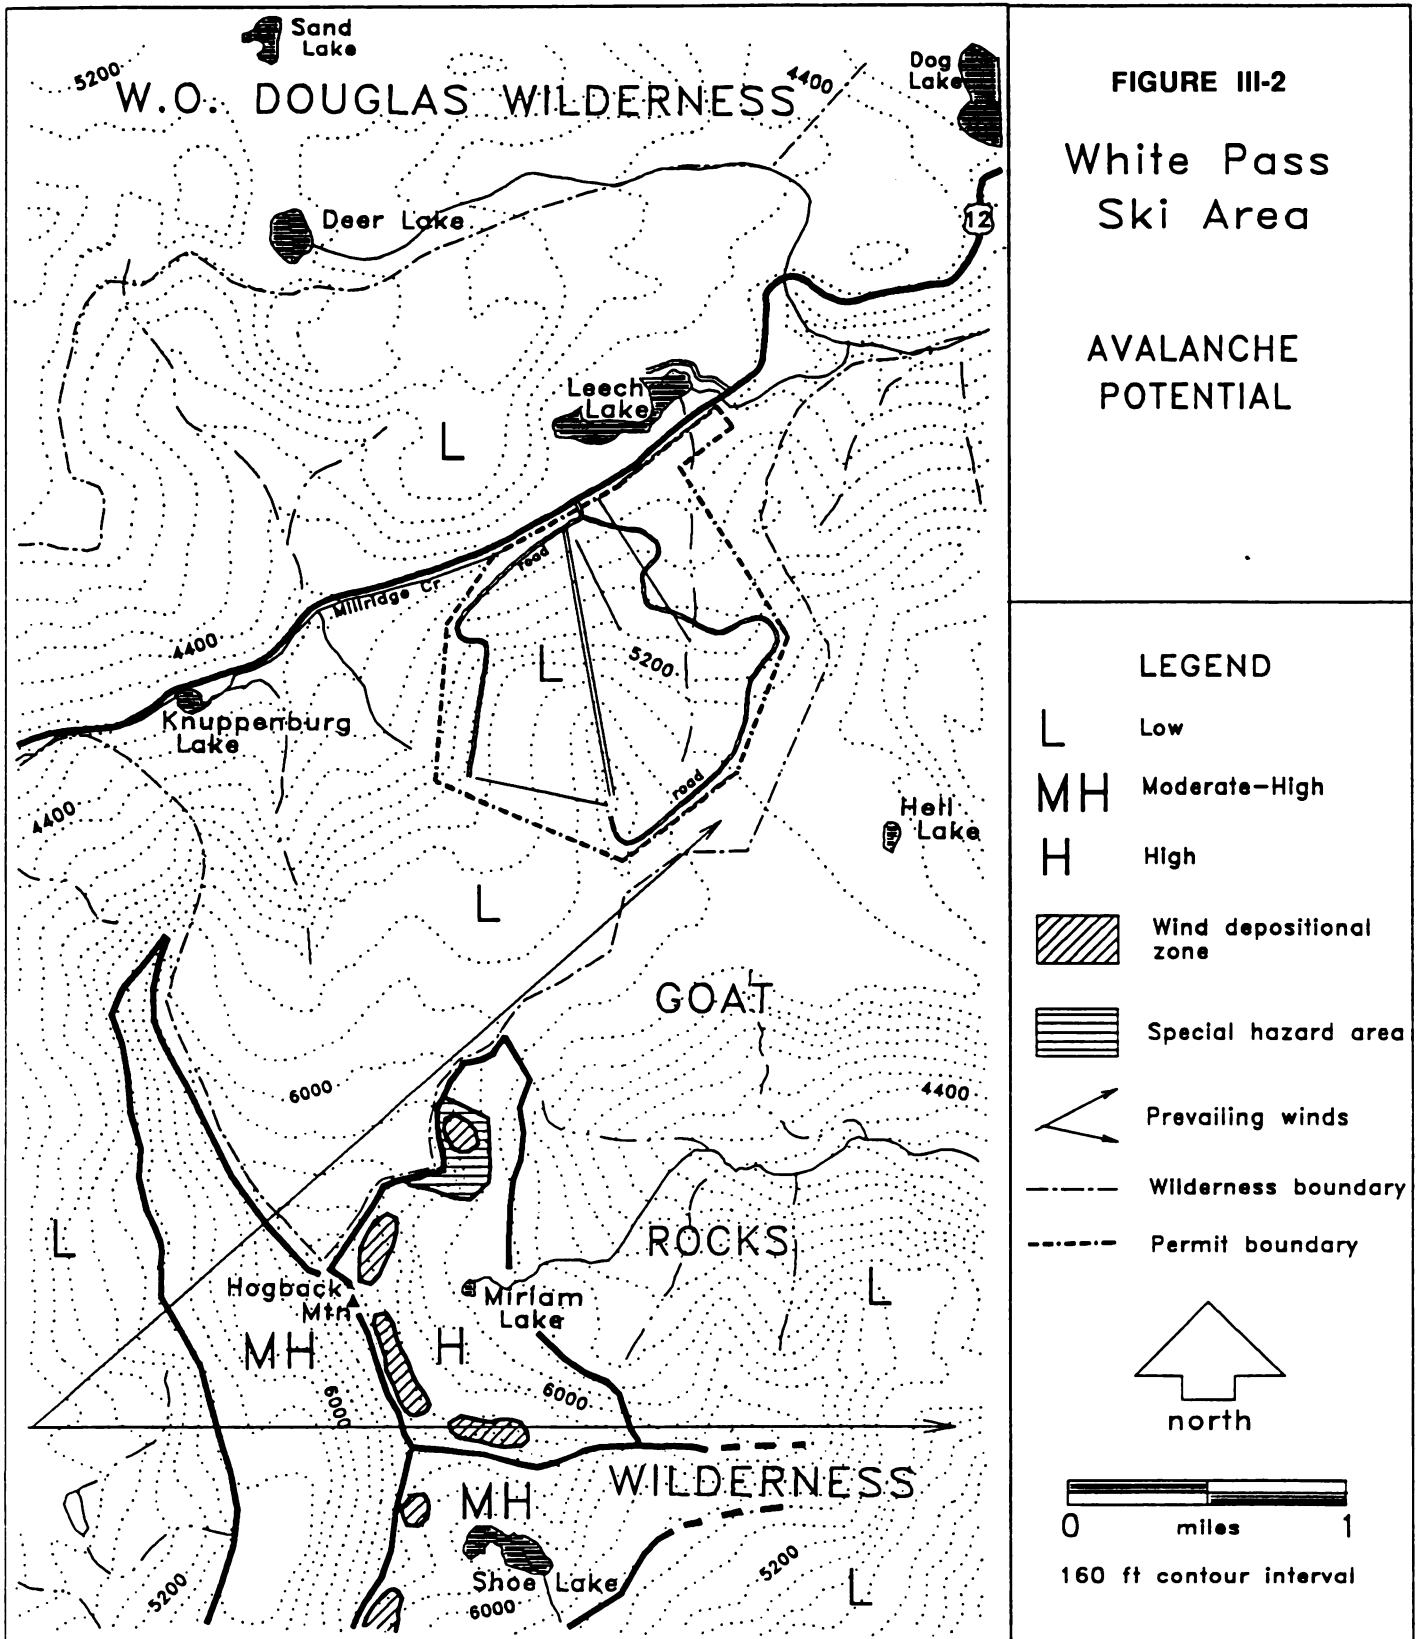 Sand
Lake
5200
W.O. DOUGLAS WILDERNESS
4400
Dog
Lake
Deer Lake
12
Leech
Lake
L
road
Millridge Cr
4400
L
5200
Knuppenburg
Lake
4400
road
Hell
Lake
L
GOAT
6000
4400
L
ROCKS
Hogback
Mtn
Miriam
Lake
L
MH
H
6000
6000
MH
WILDERNESS
Shoe Lake
5200
6000
5200
L
FIGURE III-2
White Pass
Ski Area
AVALANCHE
POTENTIAL
LEGEND
L Low
MH Moderate-High
H High
Wind depositional
zone
Special hazard area
Prevailing winds
Wilderness boundary
Permit boundary
north
0 miles 1
160 ft contour interval